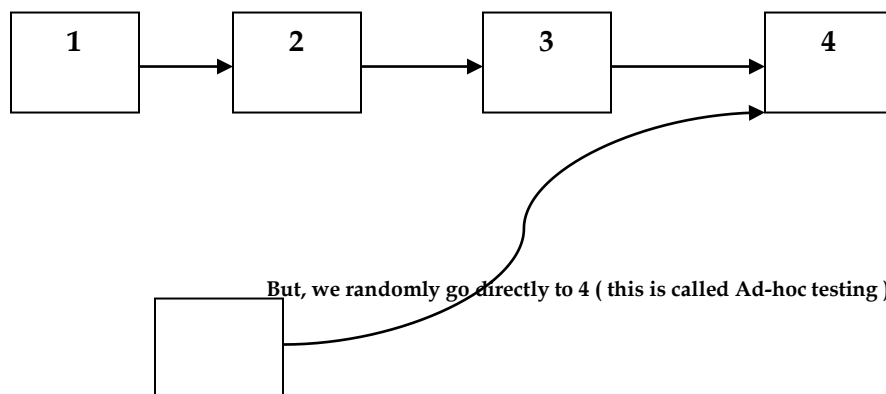 1 2 3 4
But, we randomly go directly to 4 ( this is called Ad-hoc testing )